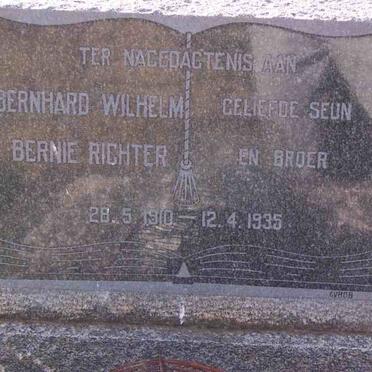 TER NAGEDAGTENIS AAN
BERNHARD WILHELM GELIEFDE SEUN
BERNIE RICHTER EN BROER
28.5.1910 — 12.4.1935